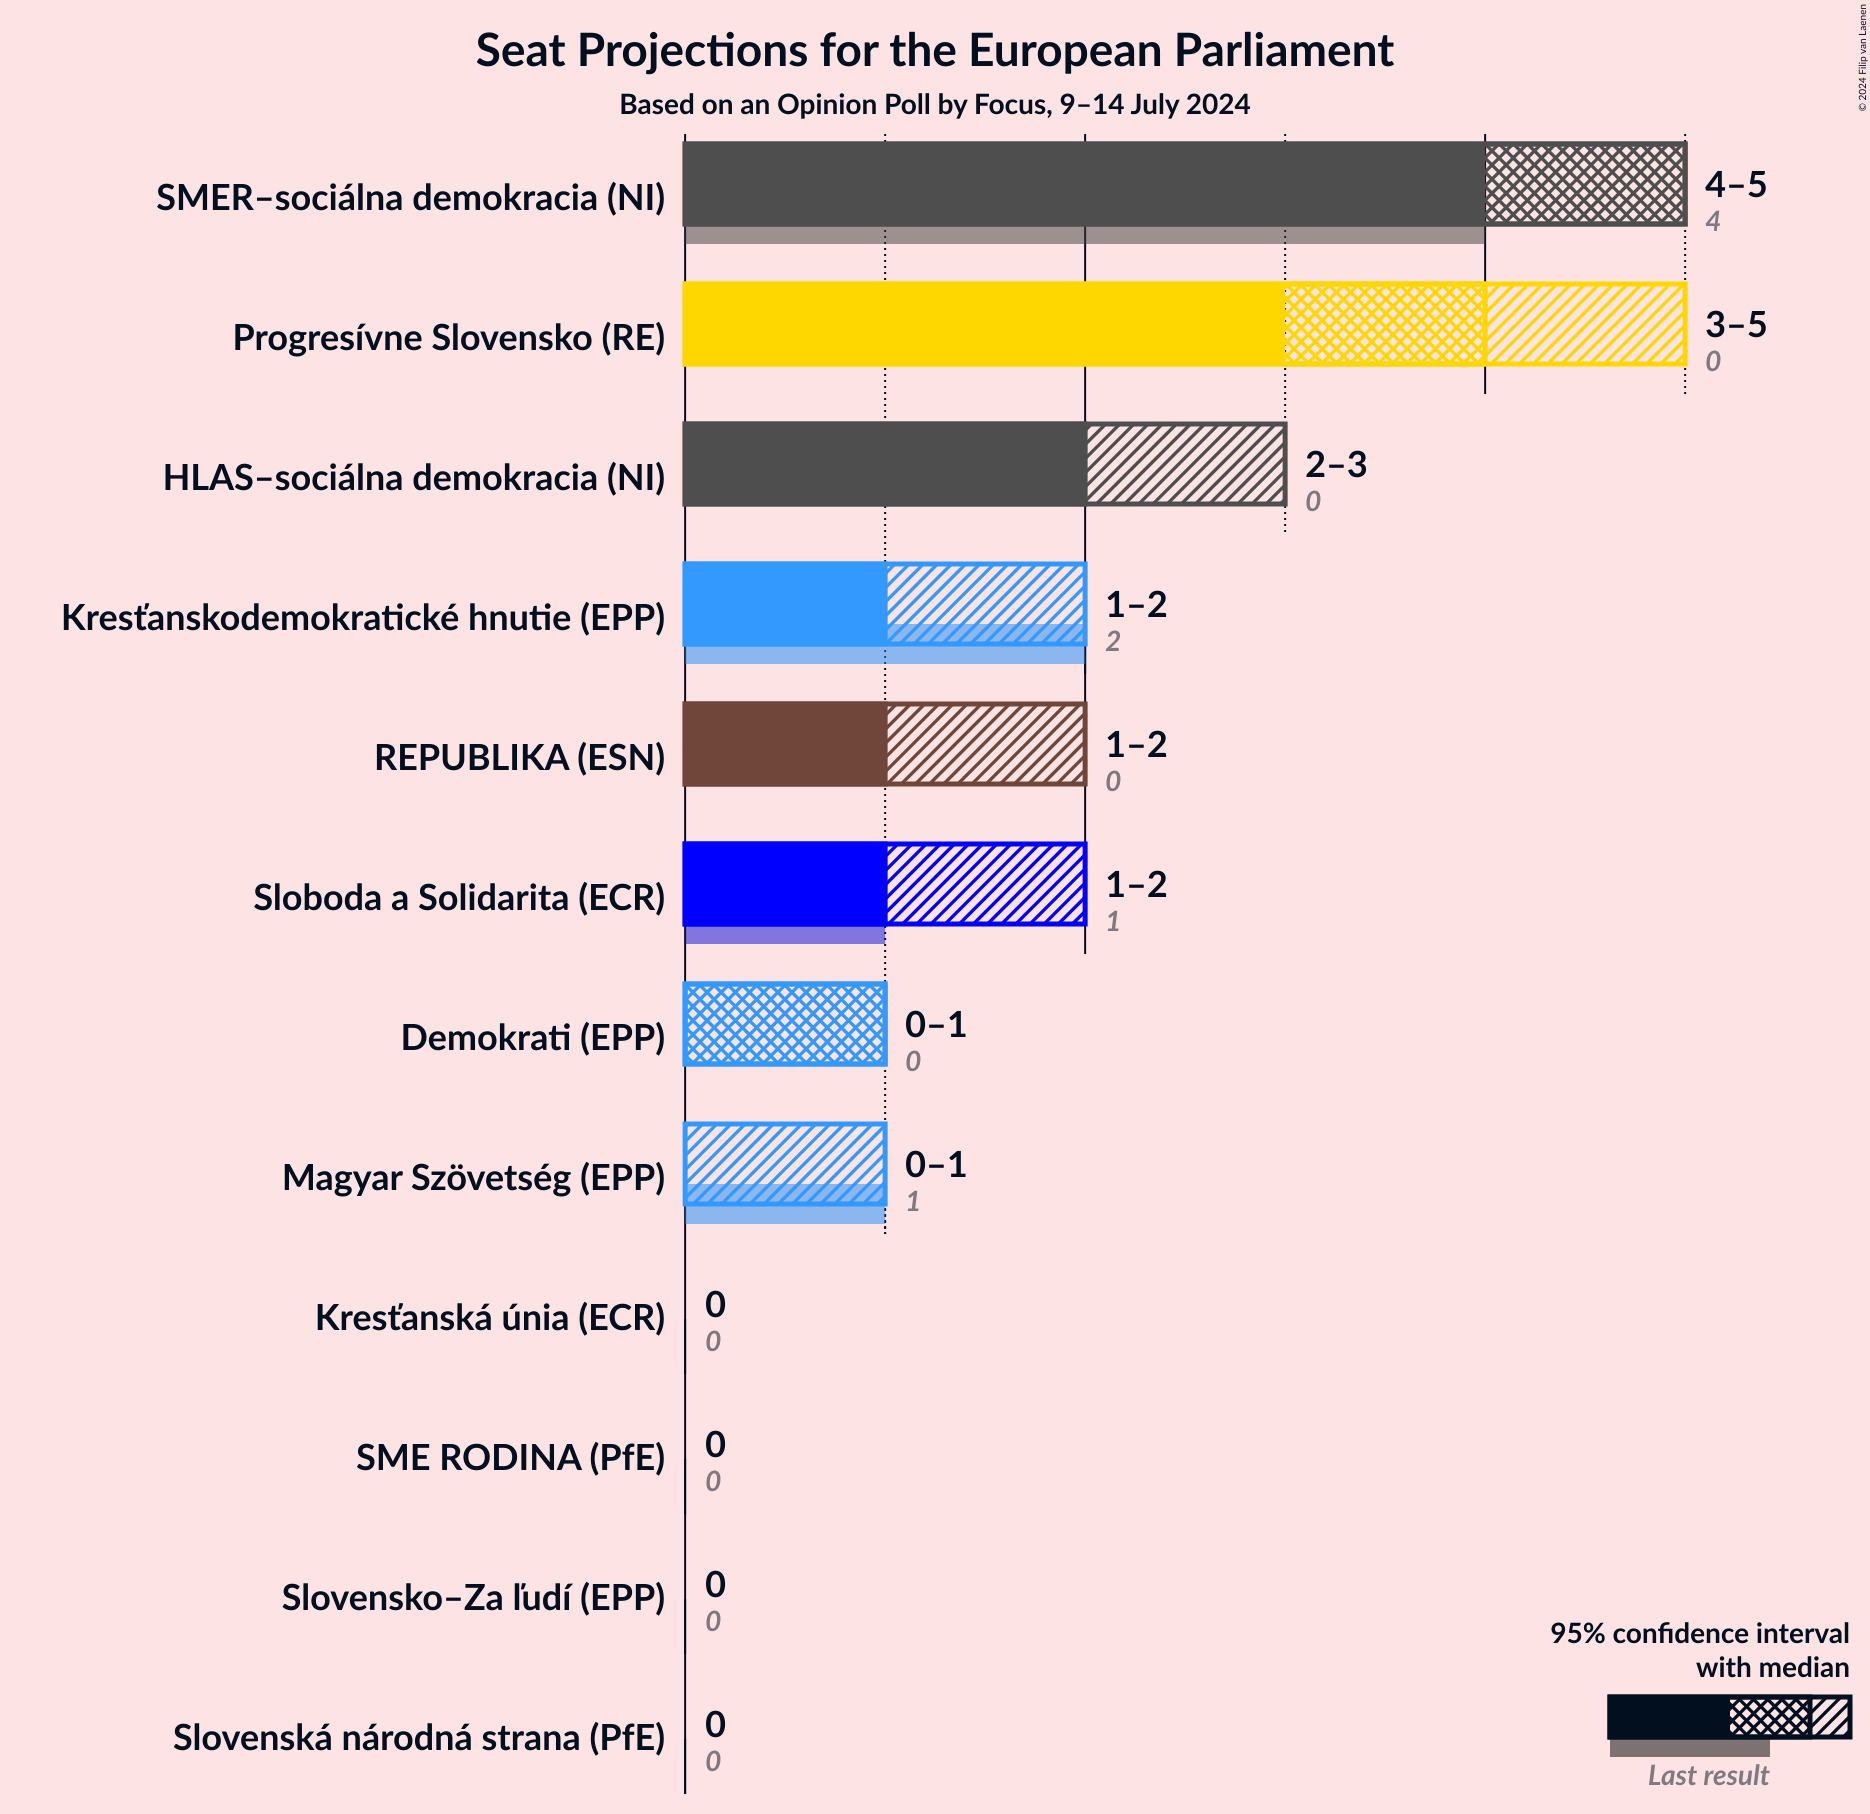 Seat Projections for the European Parliament
Based on an Opinion Poll by Focus, 9–14 July 2024
© 2024 Filip van Laenen
SMER–sociálna demokracia (NI)
4–5
4
Progresívne Slovensko (RE)
3–5
0
HLAS–sociálna demokracia (NI)
2–3
0
Kresťanskodemokratické hnutie (EPP)
1–2
2
REPUBLIKA (ESN)
1–2
0
Sloboda a Solidarita (ECR)
1–2
1
Demokrati (EPP)
0–1
0
Magyar Szövetség (EPP)
0–1
1
Kresťanská únia (ECR)
0
0
SME RODINA (PfE)
0
0
Slovensko–Za ľudí (EPP)
0
0
Slovenská národná strana (PfE)
0
0
95% confidence interval
with median
Last result